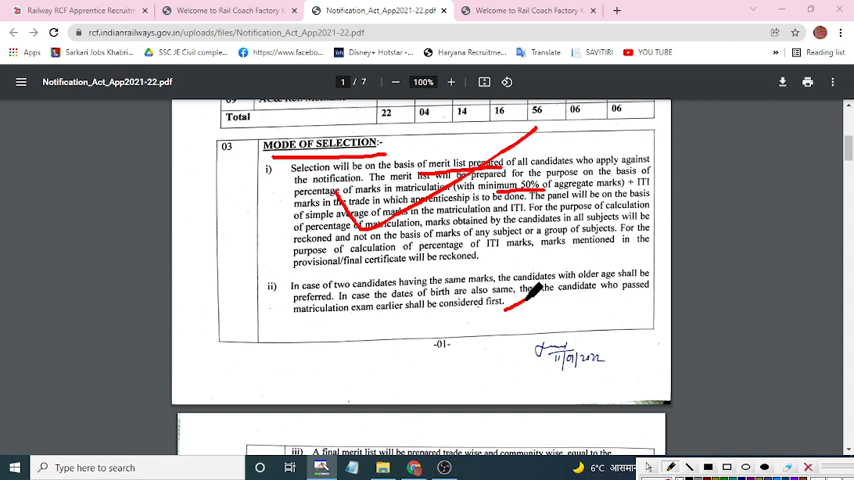 Railway RCF Apprentice Recruitm
Welcome to Rail Coach Factory K
Notification_Act_App2021-22.pdf
Welcome to Rail Coach Factory K
rcf.indianrailways.gov.in/uploads/files/Notification_Act_App2021-22.pdf
Apps
Sarkari Jobs Khabri...
SSC JE Civil comple...
https://www.faceboo...
Disney+ Hotstar -...
Haryana Recruitme...
Translate
SAVITIRI
YOU TUBE
Reading list
Notification_Act_App2021-22.pdf
1 / 7
100%
Total 22 04 14 16 56 06 06
03 MODE OF SELECTION:-
i) Selection will be on the basis of merit list prepared of all candidates who apply against
the notification. The merit list will be prepared for the purpose on the basis of
percentage of marks in matriculation (with minimum 50% of aggregate marks) + ITI
marks in the trade in which apprenticeship is to be done. The panel will be on the basis
of simple average of marks in the matriculation and ITI. For the purpose of calculation
of percentage of matriculation, marks obtained by the candidates in all subjects will be
reckoned and not on the basis of marks of any subject or a group of subjects. For the
purpose of calculation of percentage of ITI marks, marks mentioned in the
provisional/final certificate will be reckoned.
ii) In case of two candidates having the same marks, the candidates with older age shall be
preferred. In case the dates of birth are also same, then the candidate who passed
matriculation exam earlier shall be considered first.
-01-
11/01/2022
iii) A final merit list will be prepared trade wise and community wise, equal to the
Type here to search
6°C